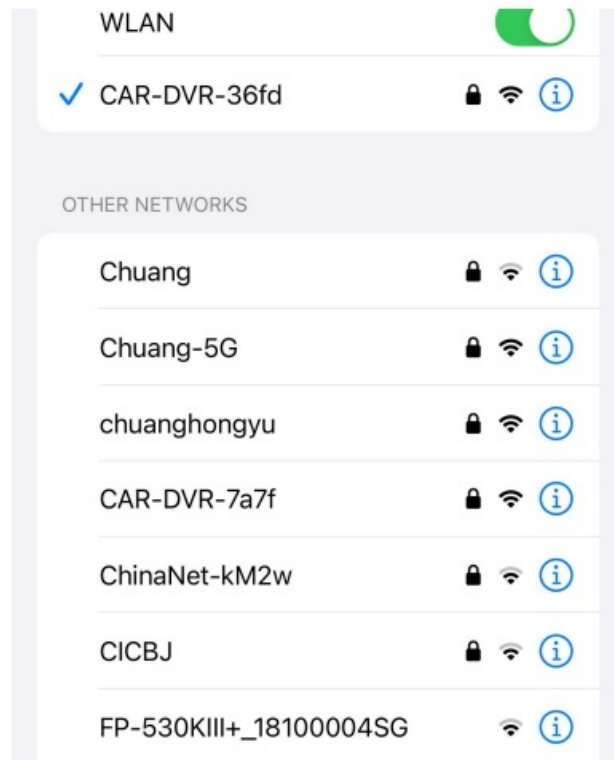 WLAN
CAR-DVR-36fd
OTHER NETWORKS
Chuang
Chuang-5G
chuanghongyu
CAR-DVR-7a7f
ChinaNet-kM2w
CICBJ
FP-530KIII+_18100004SG